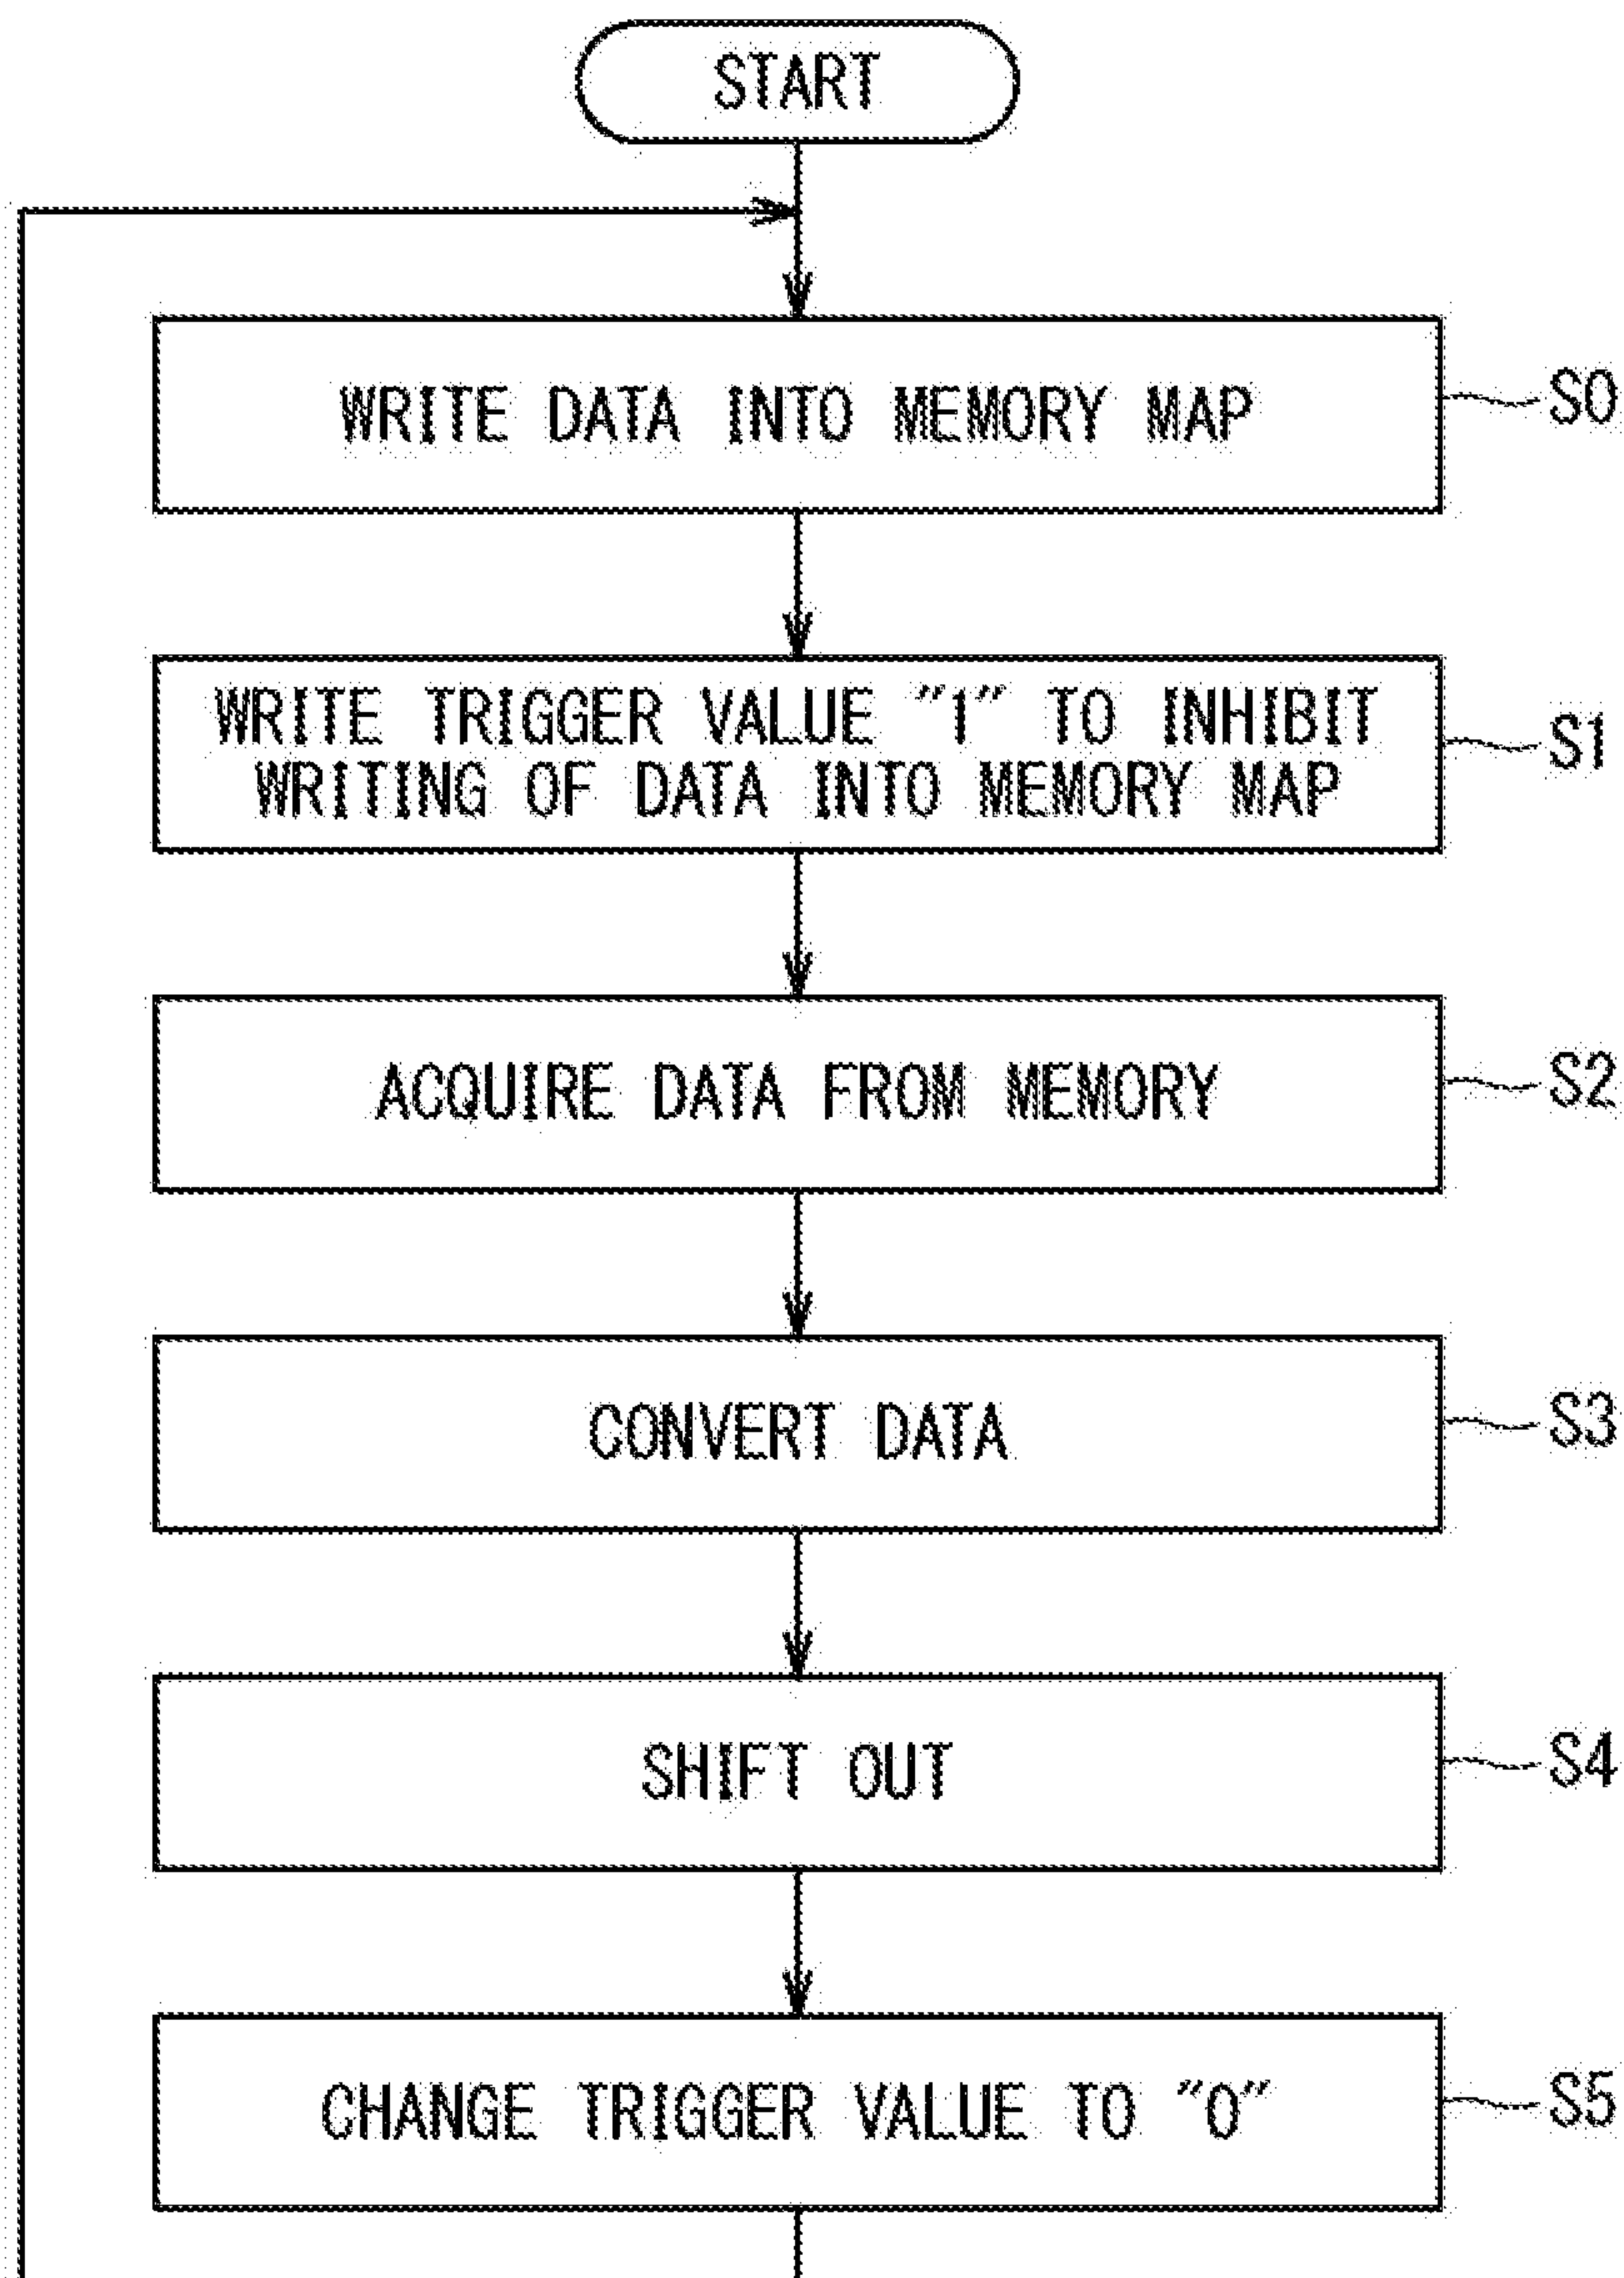 START
WRITE DATA INTO MEMORY MAP
S0
WRITE TRIGGER VALUE "1" TO INHIBIT
WRITING OF DATA INTO MEMORY MAP
S1
ACQUIRE DATA FROM MEMORY
S2
CONVERT DATA
S3
SHIFT OUT
S4
CHANGE TRIGGER VALUE TO "0"
S5